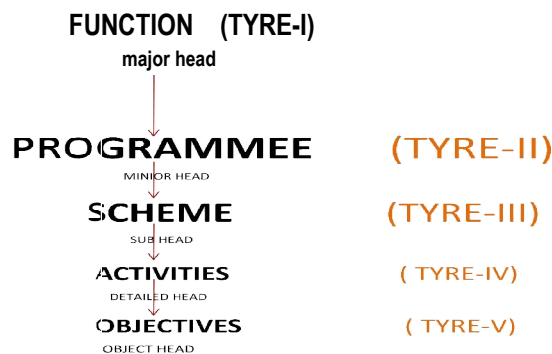 FUNCTION (TYRE-I)
major head
PROGRAMMEE (TYRE-II)
MINIOR HEAD
SCHEME (TYRE-III)
SUB HEAD
ACTIVITIES ( TYRE-IV)
DETAILED HEAD
OBJECTIVES ( TYRE-V)
OBJECT HEAD